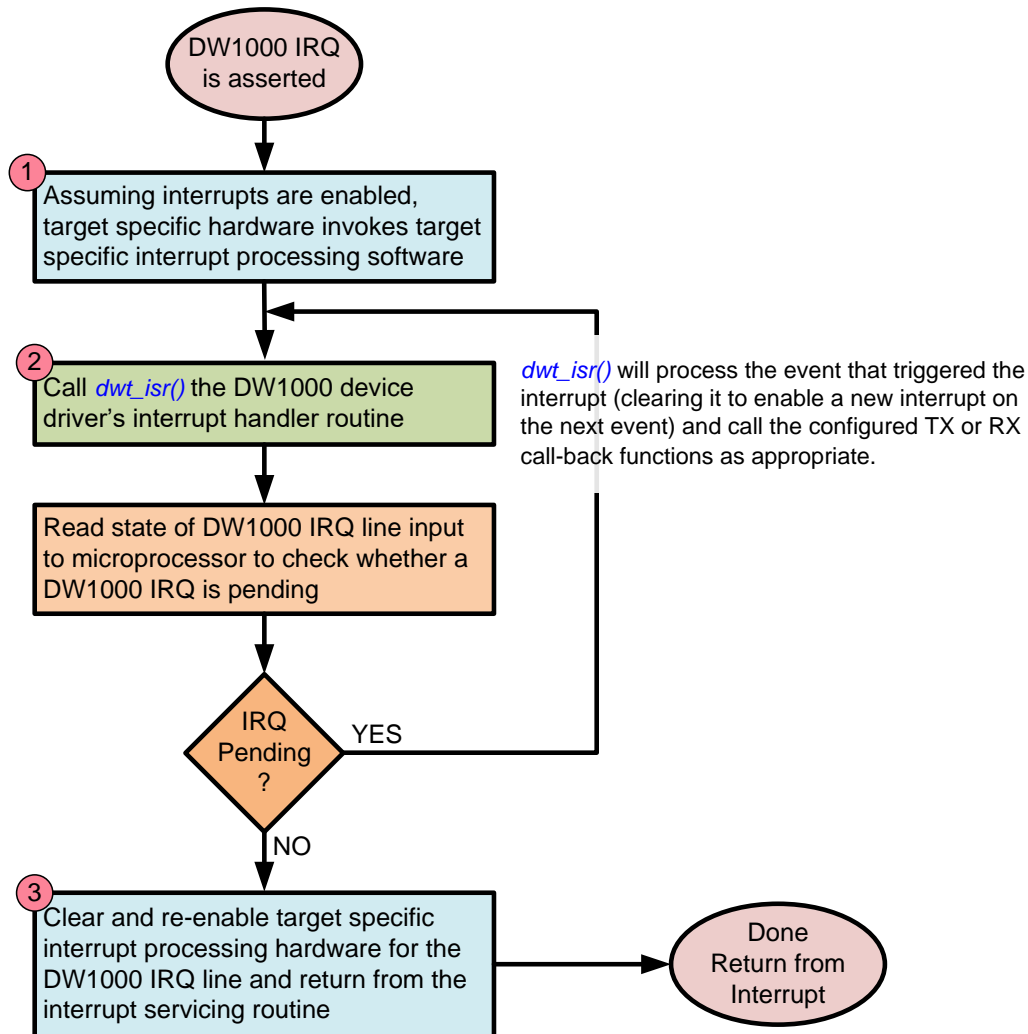 DW1000 IRQ
is asserted
1
Assuming interrupts are enabled,
target specific hardware invokes target
specific interrupt processing software
2
Call dwt_isr() the DW1000 device
driver’s interrupt handler routine
dwt_isr() will process the event that triggered the
interrupt (clearing it to enable a new interrupt on
the next event) and call the configured TX or RX
call-back functions as appropriate.
Read state of DW1000 IRQ line input
to microprocessor to check whether a
DW1000 IRQ is pending
IRQ
Pending
?
YES
NO
3
Clear and re-enable target specific
interrupt processing hardware for the
DW1000 IRQ line and return from the
interrupt servicing routine
Done
Return from
Interrupt